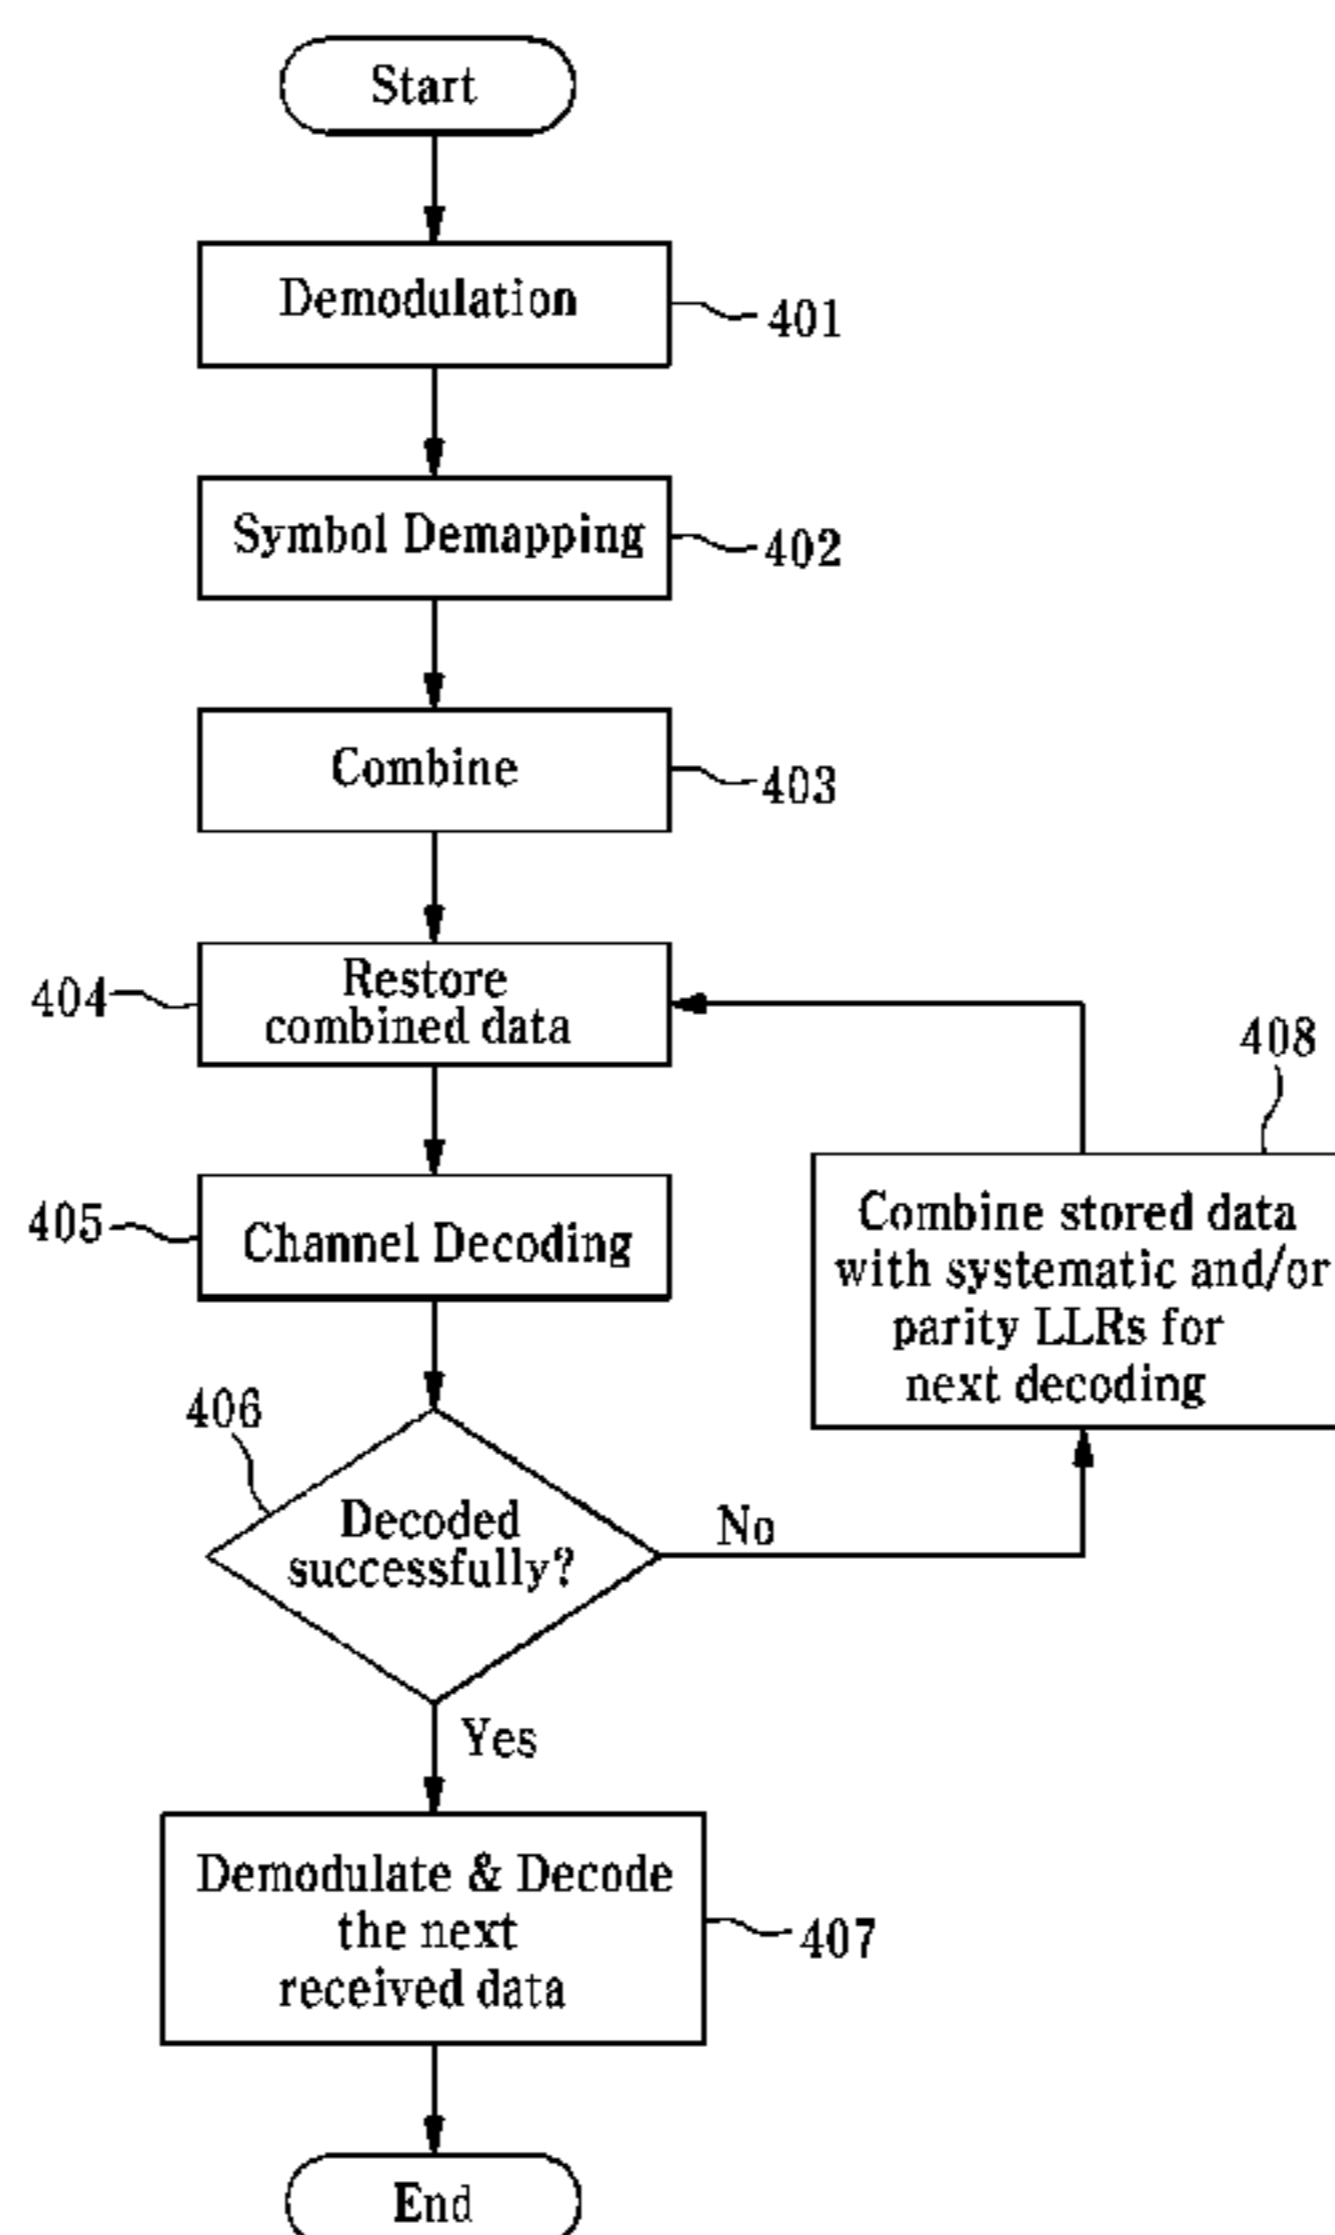 Start
Demodulation
401
Symbol Demapping
402
Combine
403
404
Restore
combined data
408
405
Channel Decoding
Combine stored data
with systematic and/or
parity LLRs for
next decoding
406
Decoded
successfully?
No
Yes
Demodulate & Decode
the next
received data
407
End